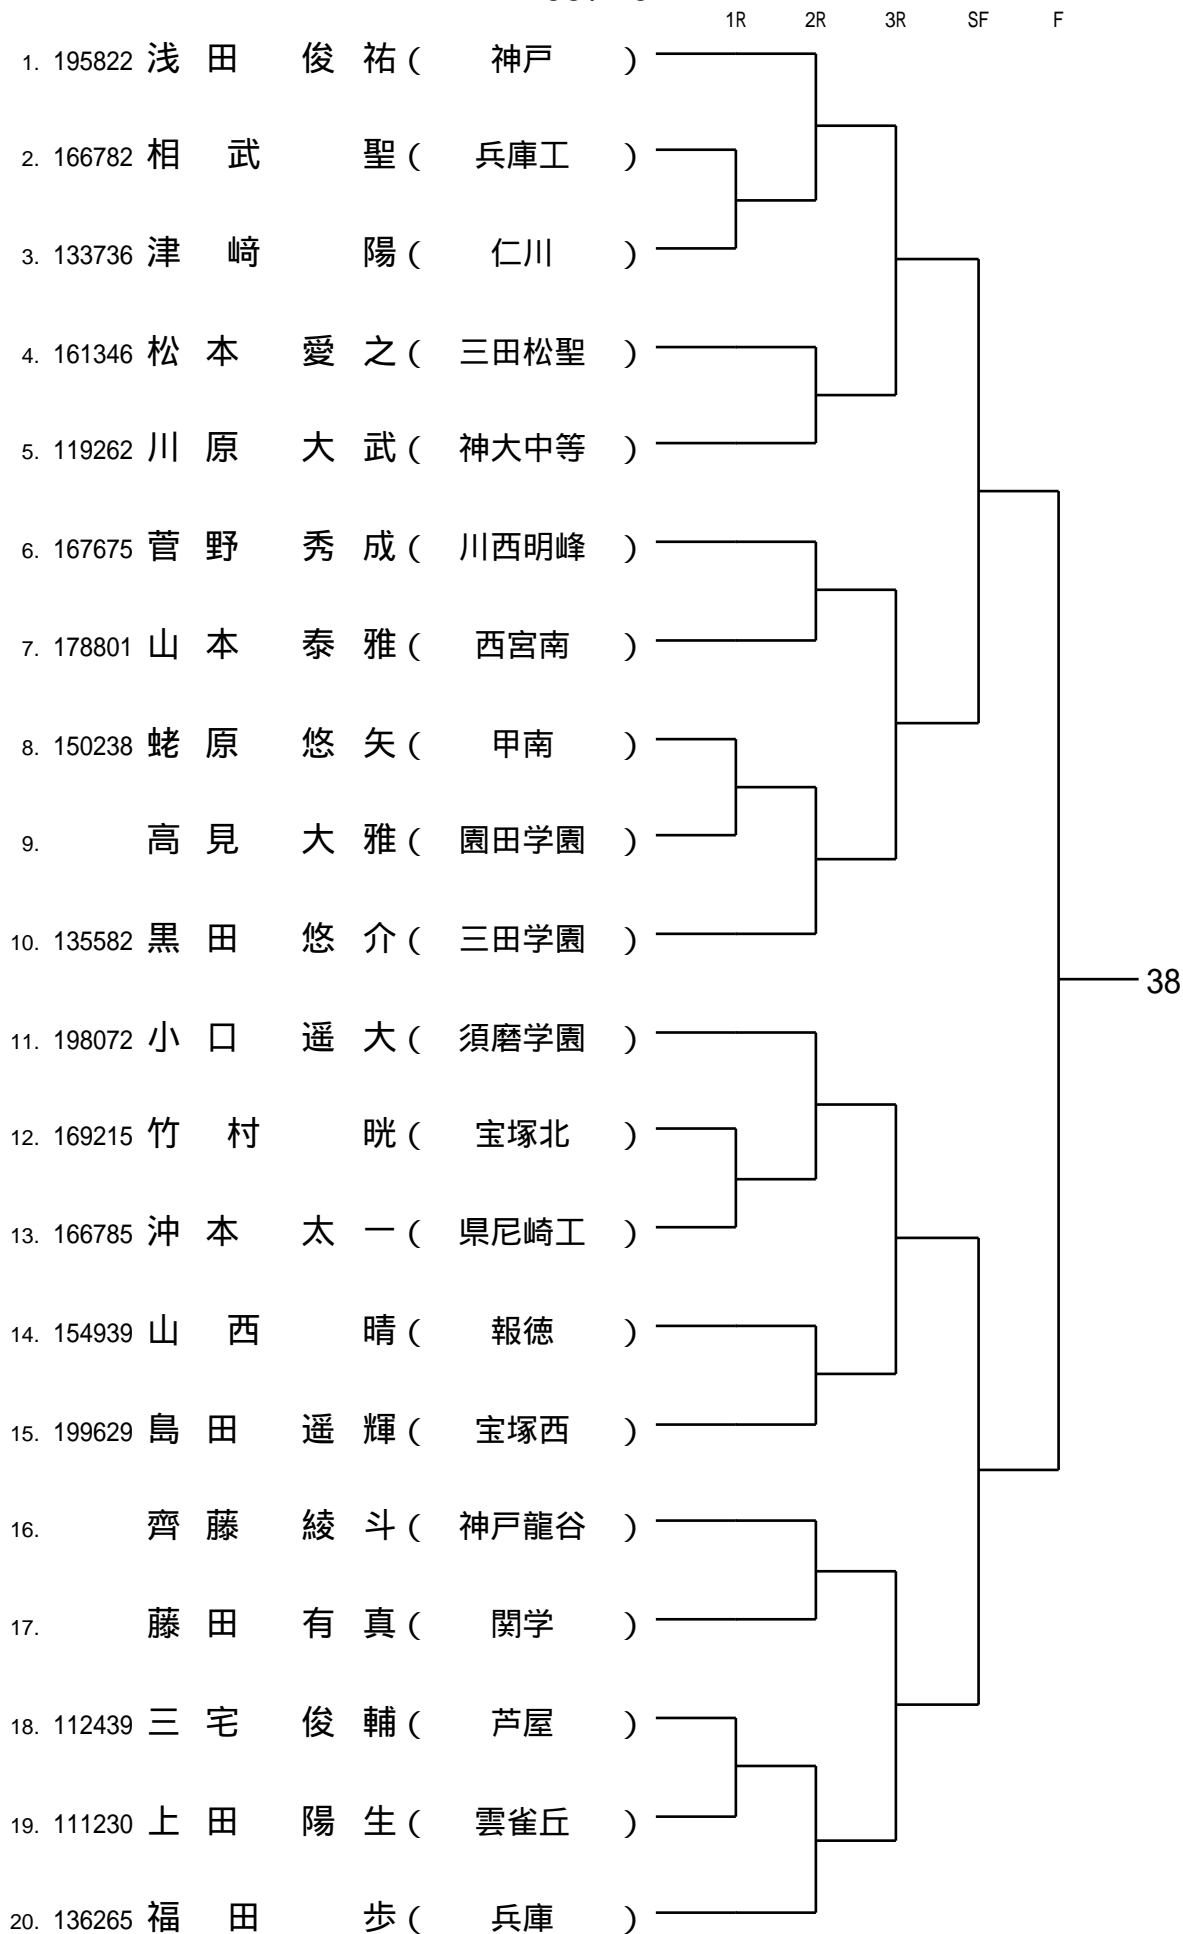 1R 2R 3R SF F
1. 195822 浅田 俊祐 ( 神戸 )
2. 166782 相武 聖 ( 兵庫工 )
3. 133736 津﨑 陽 ( 仁川 )
4. 161346 松本 愛之 ( 三田松聖 )
5. 119262 川原 大武 ( 神大中等 )
6. 167675 菅野 秀成 ( 川西明峰 )
7. 178801 山本 泰雅 ( 西宮南 )
8. 150238 蛯原 悠矢 ( 甲南 )
9. 高見 大雅 ( 園田学園 )
10. 135582 黒田 悠介 ( 三田学園 )
38
11. 198072 小口 遥大 ( 須磨学園 )
12. 169215 竹村 晄 ( 宝塚北 )
13. 166785 沖本 太一 ( 県尼崎工 )
14. 154939 山西 晴 ( 報徳 )
15. 199629 島田 遥輝 ( 宝塚西 )
16. 齊藤 綾斗 ( 神戸龍谷 )
17. 藤田 有真 ( 関学 )
18. 112439 三宅 俊輔 ( 芦屋 )
19. 111230 上田 陽生 ( 雲雀丘 )
20. 136265 福田 歩 ( 兵庫 )